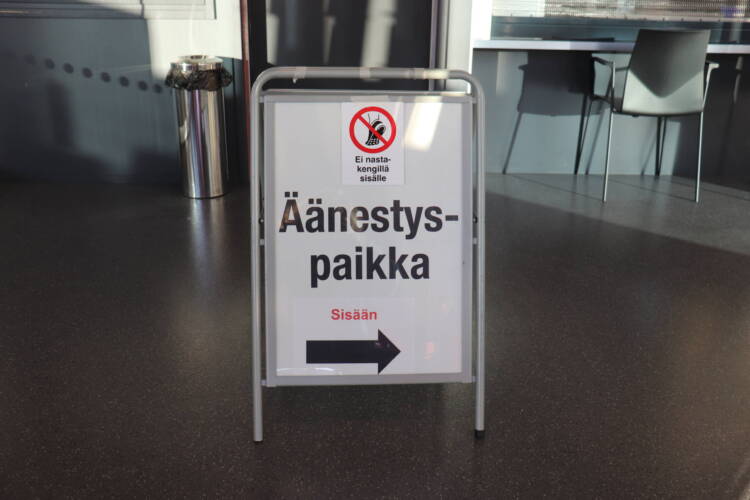 Ei nasta-
kengillä
sisälle
Äänestys-
paikka
Sisään